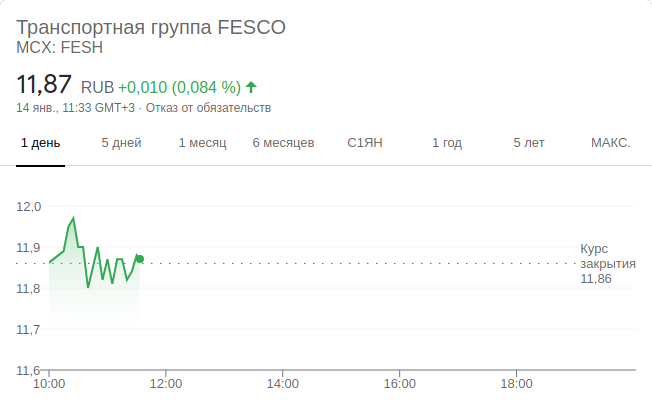 Транспортная группа FESCO
MCX: FESH
11,87 RUB +0,010 (0,084 %)
14 янв., 11:33 GMT+3 · Отказ от обязательств
1 день 5 дней 1 месяц 6 месяцев С1ЯН 1 год 5 лет МАКС.
12,0
11,9
Курс
закрытия
11,86
11,8
11,7
11,6
10:00 12:00 14:00 16:00 18:00